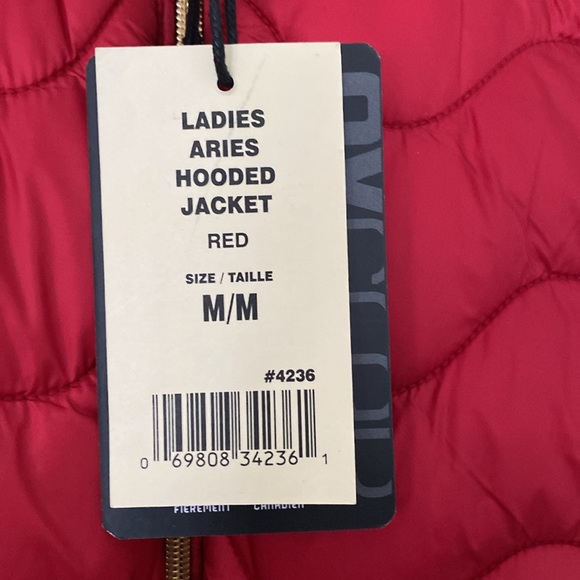 LADIES
ARIES
HOODED
JACKET
RED
SIZE / TAILLE
M/M
#4236
0 69808 34236 1
FIEREMENT CANADIEN